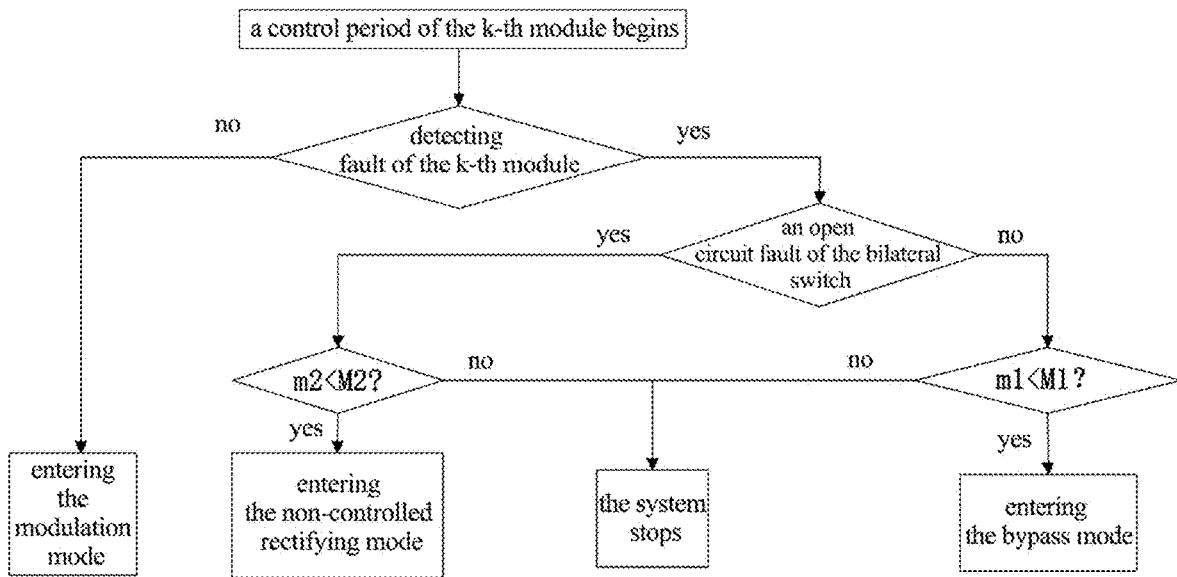 a control period of the k-th module begins
no
detecting
yes
fault of the k-th module
an open
yes
no
circuit fault of the bilateral
switch
no
no
m2<M2?
m1<M1?
yes
yes
entering
the
modulation
mode
entering
the non-controlled
rectifying mode
the system
stops
entering
the bypass mode